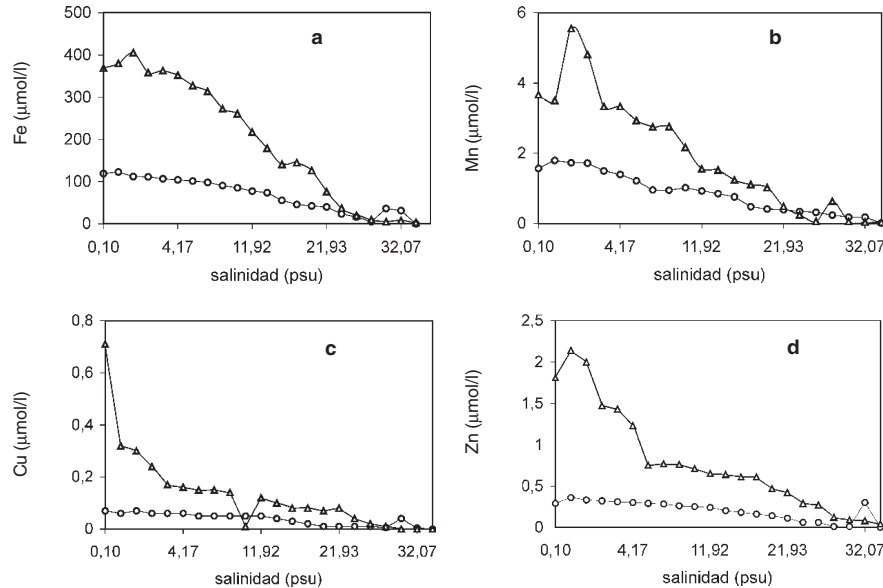 a
Fe (µmol/l)
500
400
300
200
100
0
0,10 4,17 11,92 21,93 32,07
salinidad (psu)
b
Mn (µmol/l)
6
4
2
0
0,10 4,17 11,92 21,93 32,07
salinidad (psu)
c
Cu (µmol/l)
0,8
0,6
0,4
0,2
0
0,10 4,17 11,92 21,93 32,07
salinidad (psu)
d
Zn (µmol/l)
2,5
2
1,5
1
0,5
0
0,10 4,17 11,92 21,93 32,07
salinidad (psu)